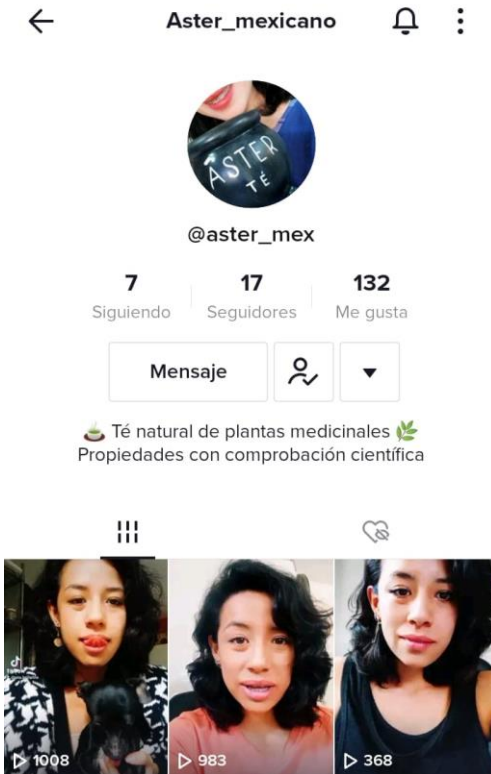 Aster_mexicano
ASTER
TÉ
@aster_mex
7 17 132
Siguiendo Seguidores Me gusta
Mensaje
Té natural de plantas medicinales
Propiedades con comprobación científica
1008 983 368